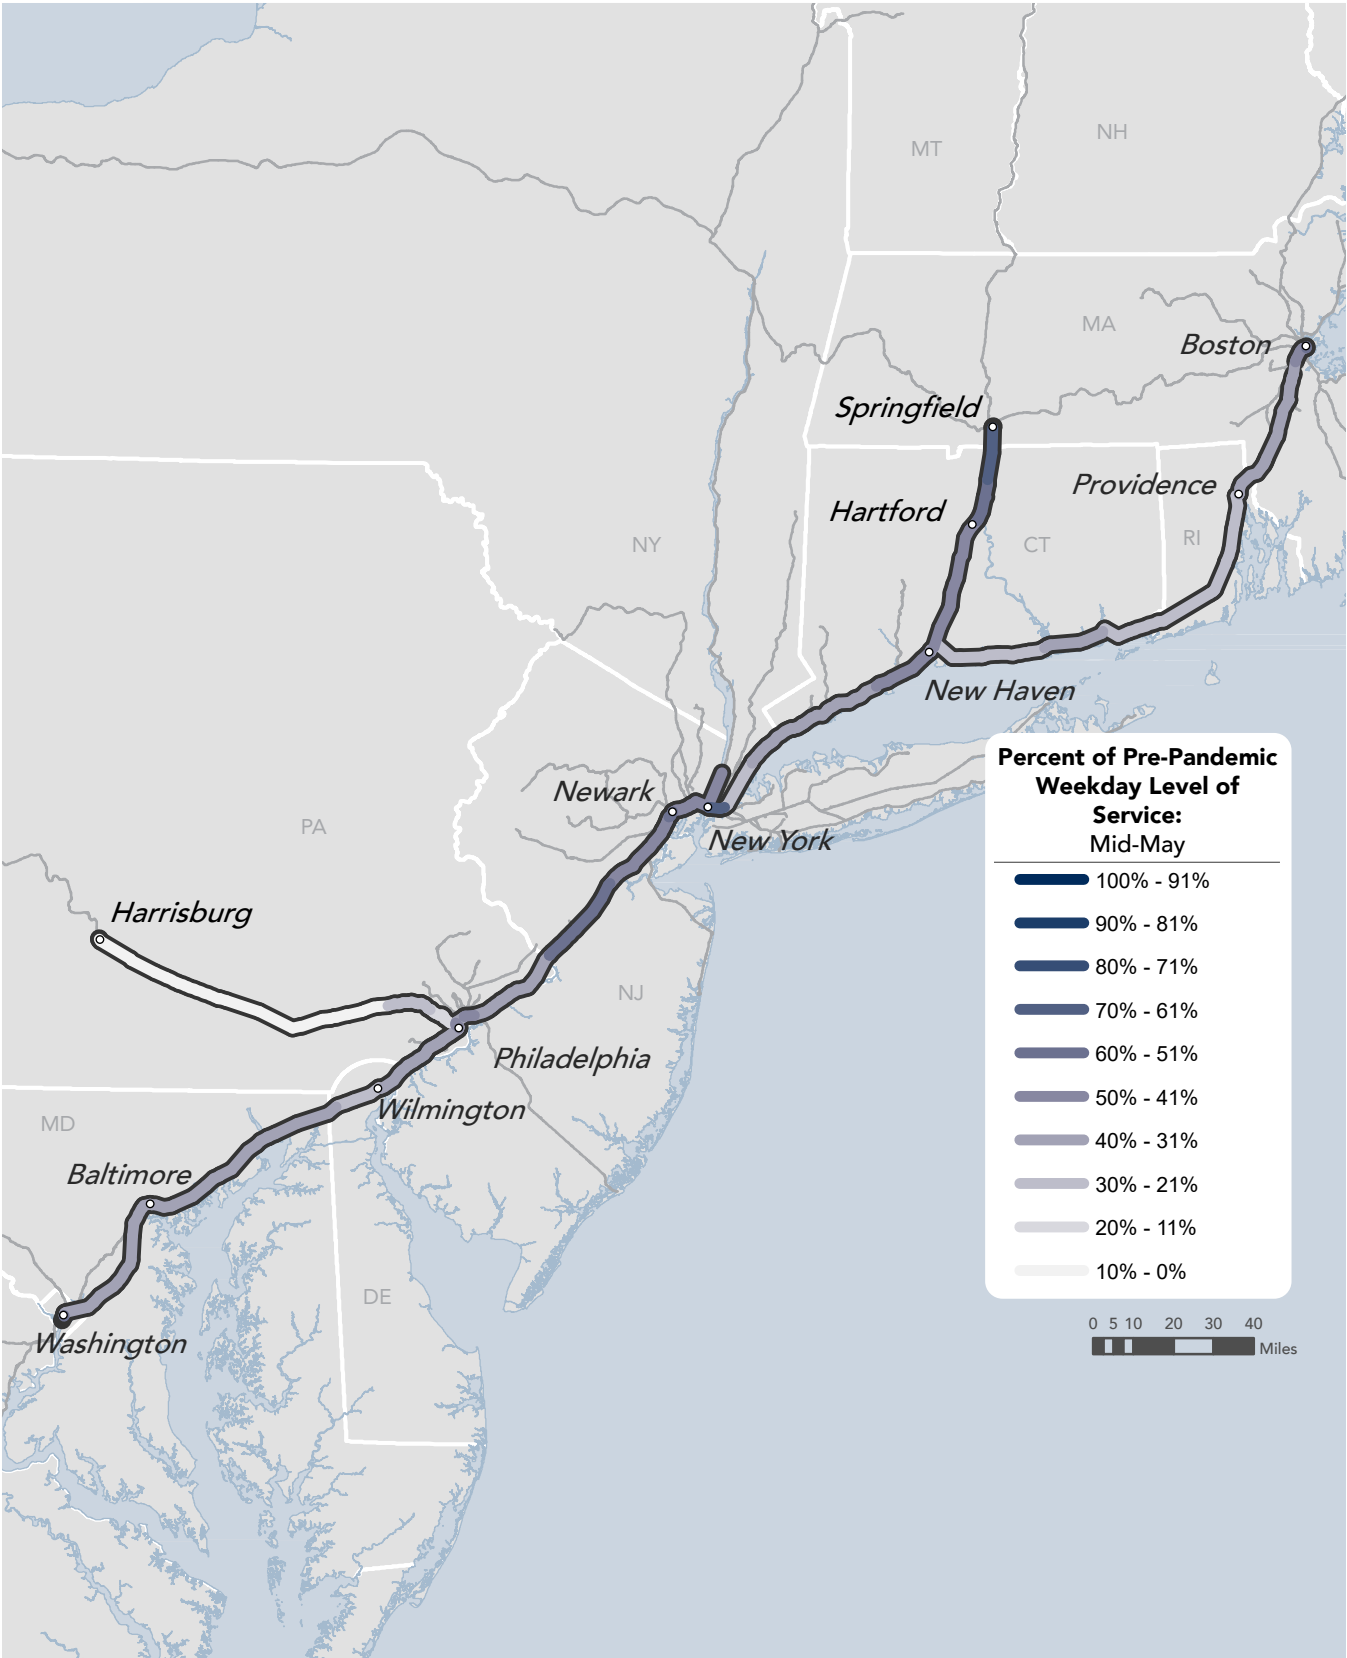 MT
NH
MA
Boston
Springfield
Providence
Hartford
NY
CT
RI
New Haven
Newark
New York
PA
Harrisburg
NJ
Philadelphia
Wilmington
MD
Baltimore
DE
Washington
Percent of Pre-Pandemic
Weekday Level of
Service:
Mid-May
100% - 91%
90% - 81%
80% - 71%
70% - 61%
60% - 51%
50% - 41%
40% - 31%
30% - 21%
20% - 11%
10% - 0%
0 5 10 20 30 40
Miles